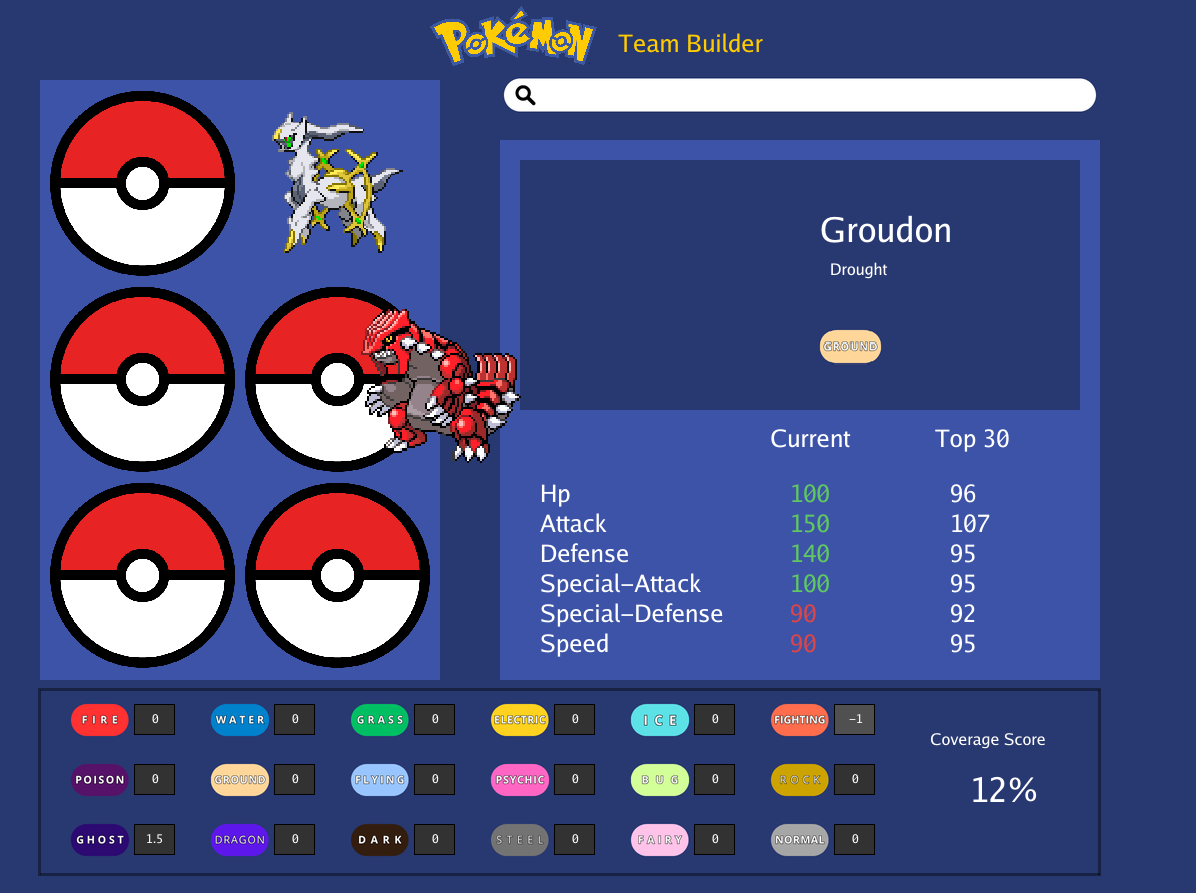 POKÉMON Team Builder
Groudon
Drought
GROUND
Current Top 30
Hp 100 96
Attack 150 107
Defense 140 95
Special-Attack 100 95
Special-Defense 90 92
Speed 90 95
FIRE 0 WATER 0 GRASS 0 ELECTRIC 0 ICE 0 FIGHTING -1
Coverage Score
POISON 0 GROUND 0 FLYING 0 PSYCHIC 0 BUG 0 ROCK 0
12%
GHOST 1.5 DRAGON 0 DARK 0 STEEL 0 FAIRY 0 NORMAL 0